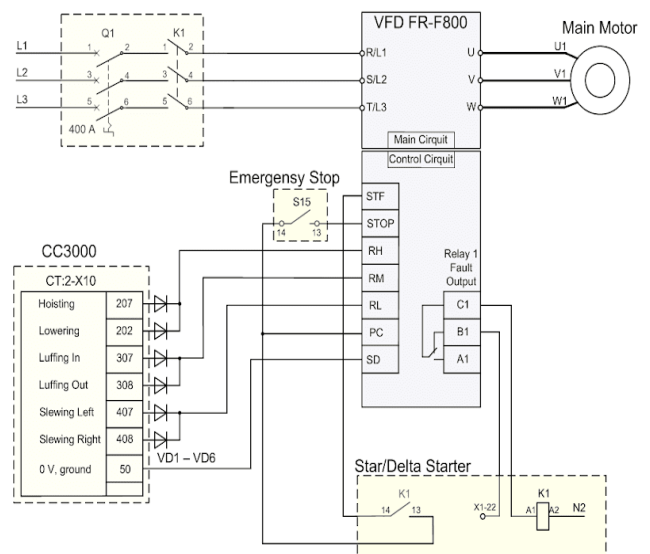 VFD FR-F800
Main Motor
Q1
K1
L1
1
2
1
2
R/L1
U
U1
L2
3
4
3
4
S/L2
V
V1
L3
5
6
5
6
T/L3
W
W1
400 A
Main Cirquit
Control Cirquit
Emergensy Stop
S15
14
13
STF
STOP
RH
RM
RL
PC
SD
Relay 1
Fault
Output
C1
B1
A1
CC3000
CT:2-X10
Hoisting 207
Lowering 202
Luffing In 307
Luffing Out 308
Slewing Left 407
Slewing Right 408
0 V, ground 50
VD1 – VD6
Star/Delta Starter
K1
14
13
X1-22
K1
A1
A2
N2